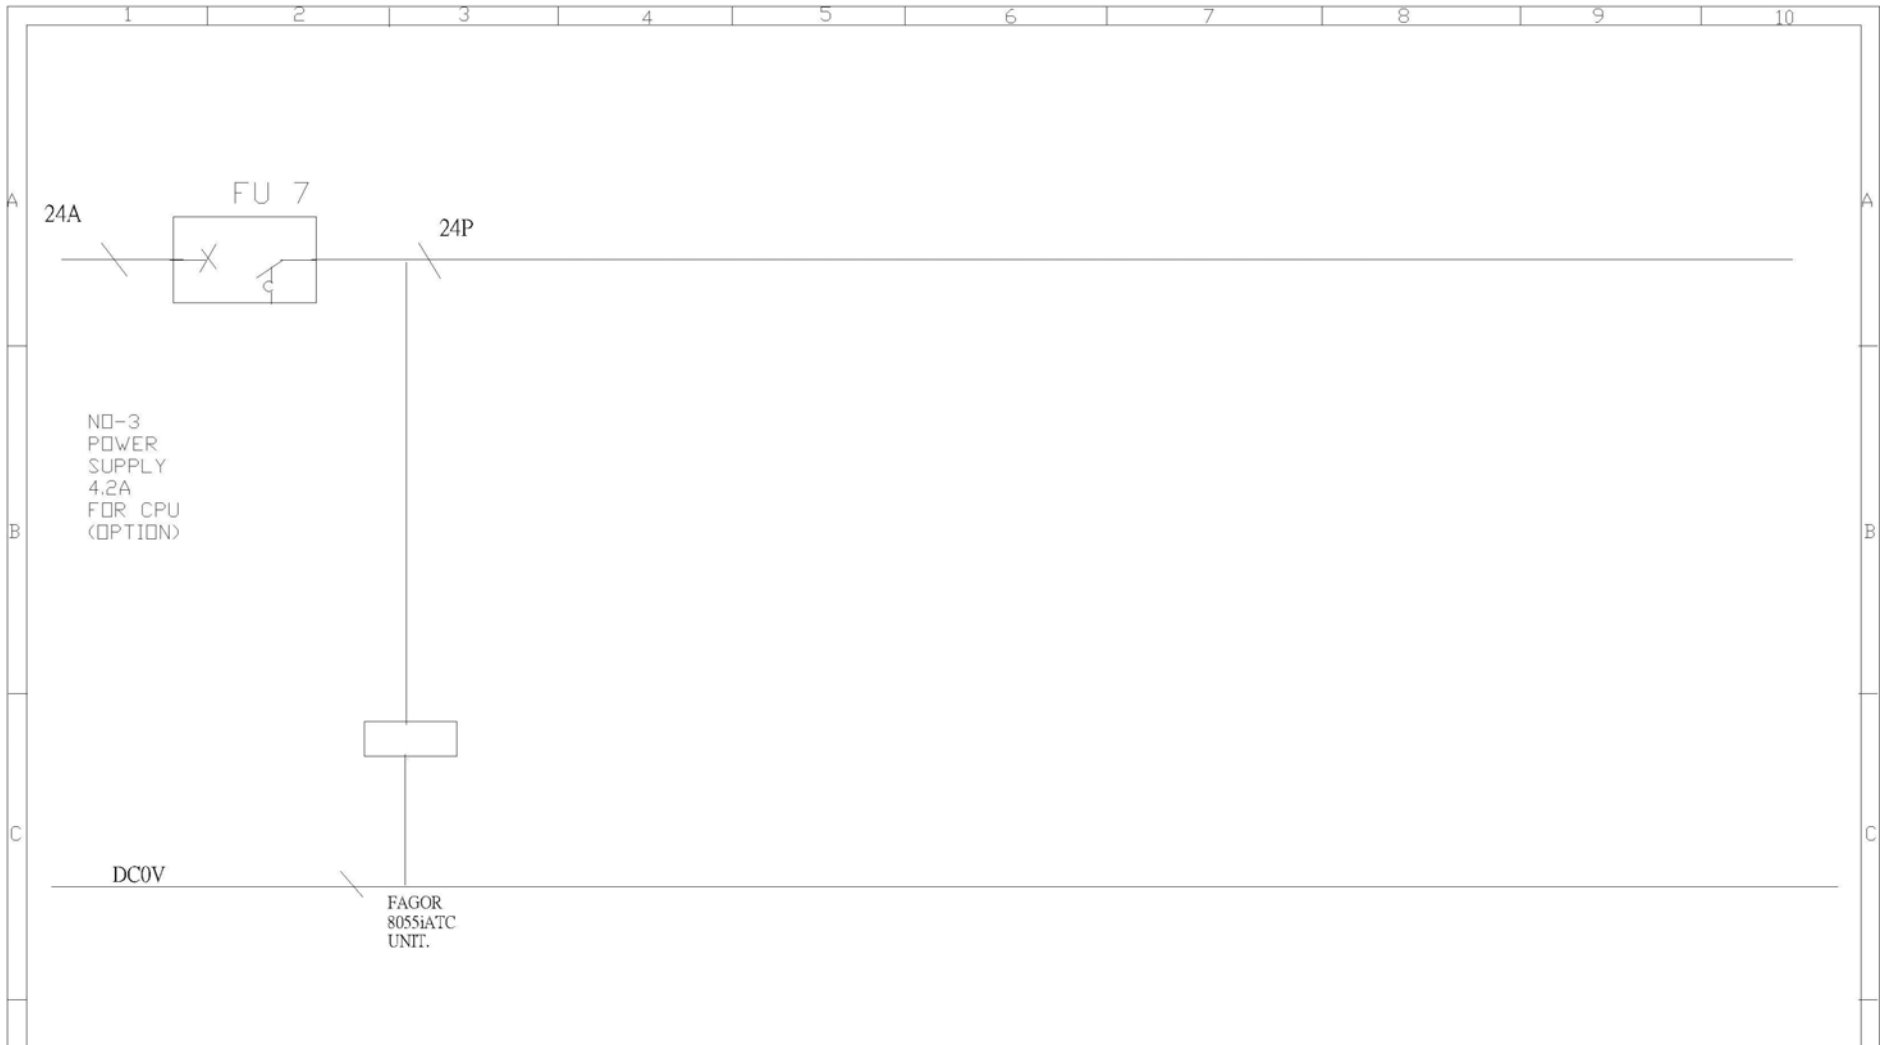 1 2 3 4 5 6 7 8 9 10
A A
FU 7
24A
24P
NO-3
POWER
SUPPLY
4.2A
FOR CPU
(OPTION)
B B
C C
DC0V
FAGOR
8055iATC
UNIT.